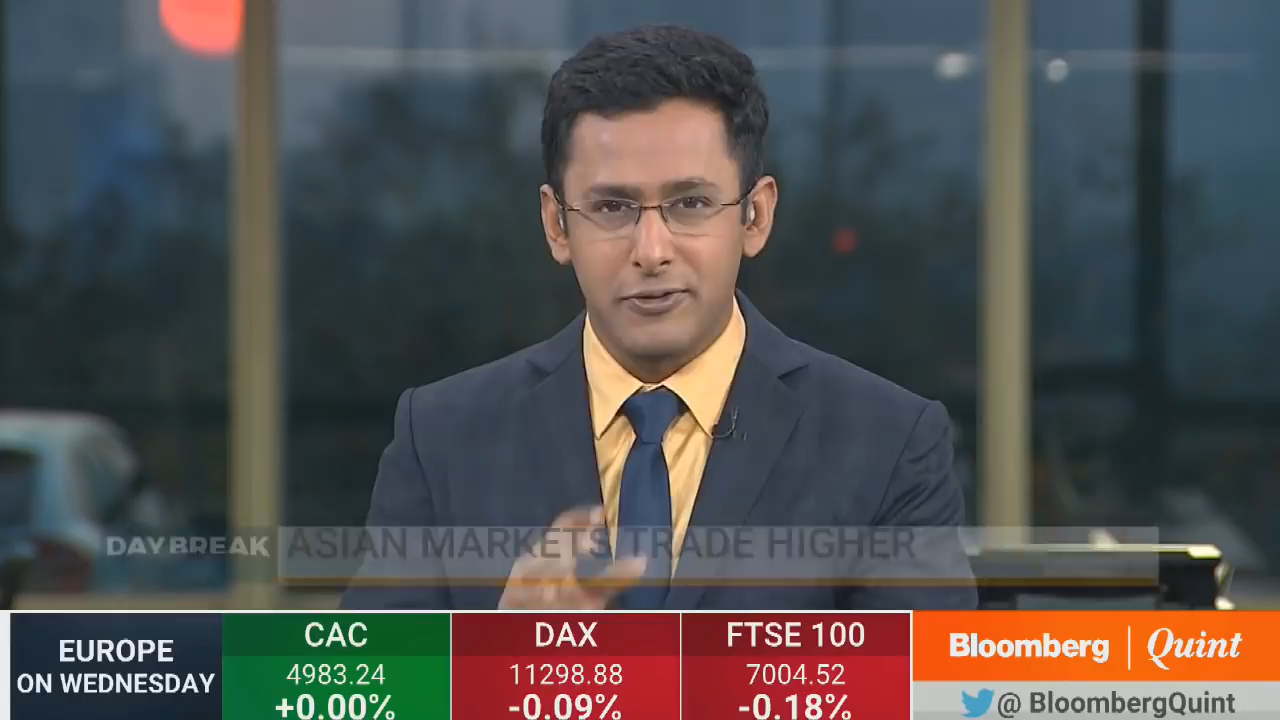 DAYBREAK
ASIAN MARKETS TRADE HIGHER
EUROPE
ON WEDNESDAY
CAC
4983.24
+0.00%
DAX
11298.88
-0.09%
FTSE 100
7004.52
-0.18%
Bloomberg | Quint
@ BloombergQuint